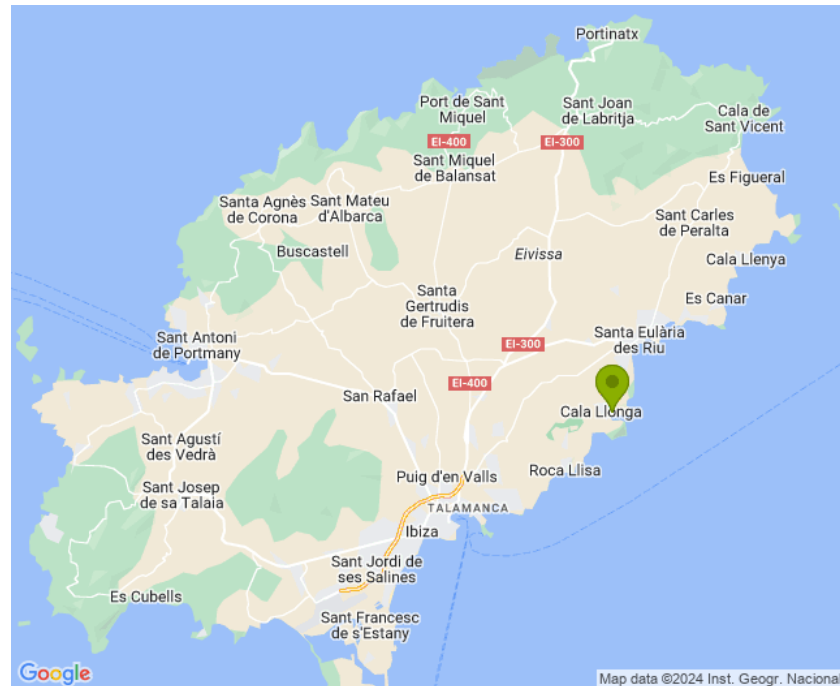 Portinatx
Port de Sant
Miquel
Sant Joan
de Labritja
Cala de
Sant Vicent
EI-400
EI-300
Sant Miquel
de Balansat
Es Figueral
Santa Agnès
de Corona
Sant Mateu
d'Albarca
Sant Carles
de Peralta
Buscastell
Eivissa
Cala Llenya
Santa
Gertrudis
de Fruitera
Es Canar
Sant Antoni
de Portmany
Santa Eulària
des Riu
EI-300
EI-400
San Rafael
Cala Llonga
Sant Agustí
des Vedrà
Roca Llisa
Puig d'en Valls
Sant Josep
de sa Talaia
TALAMANCA
Ibiza
Sant Jordi de
ses Salines
Es Cubells
Sant Francesc
de s'Estany
Google
Map data ©2024 Inst. Geogr. Nacional